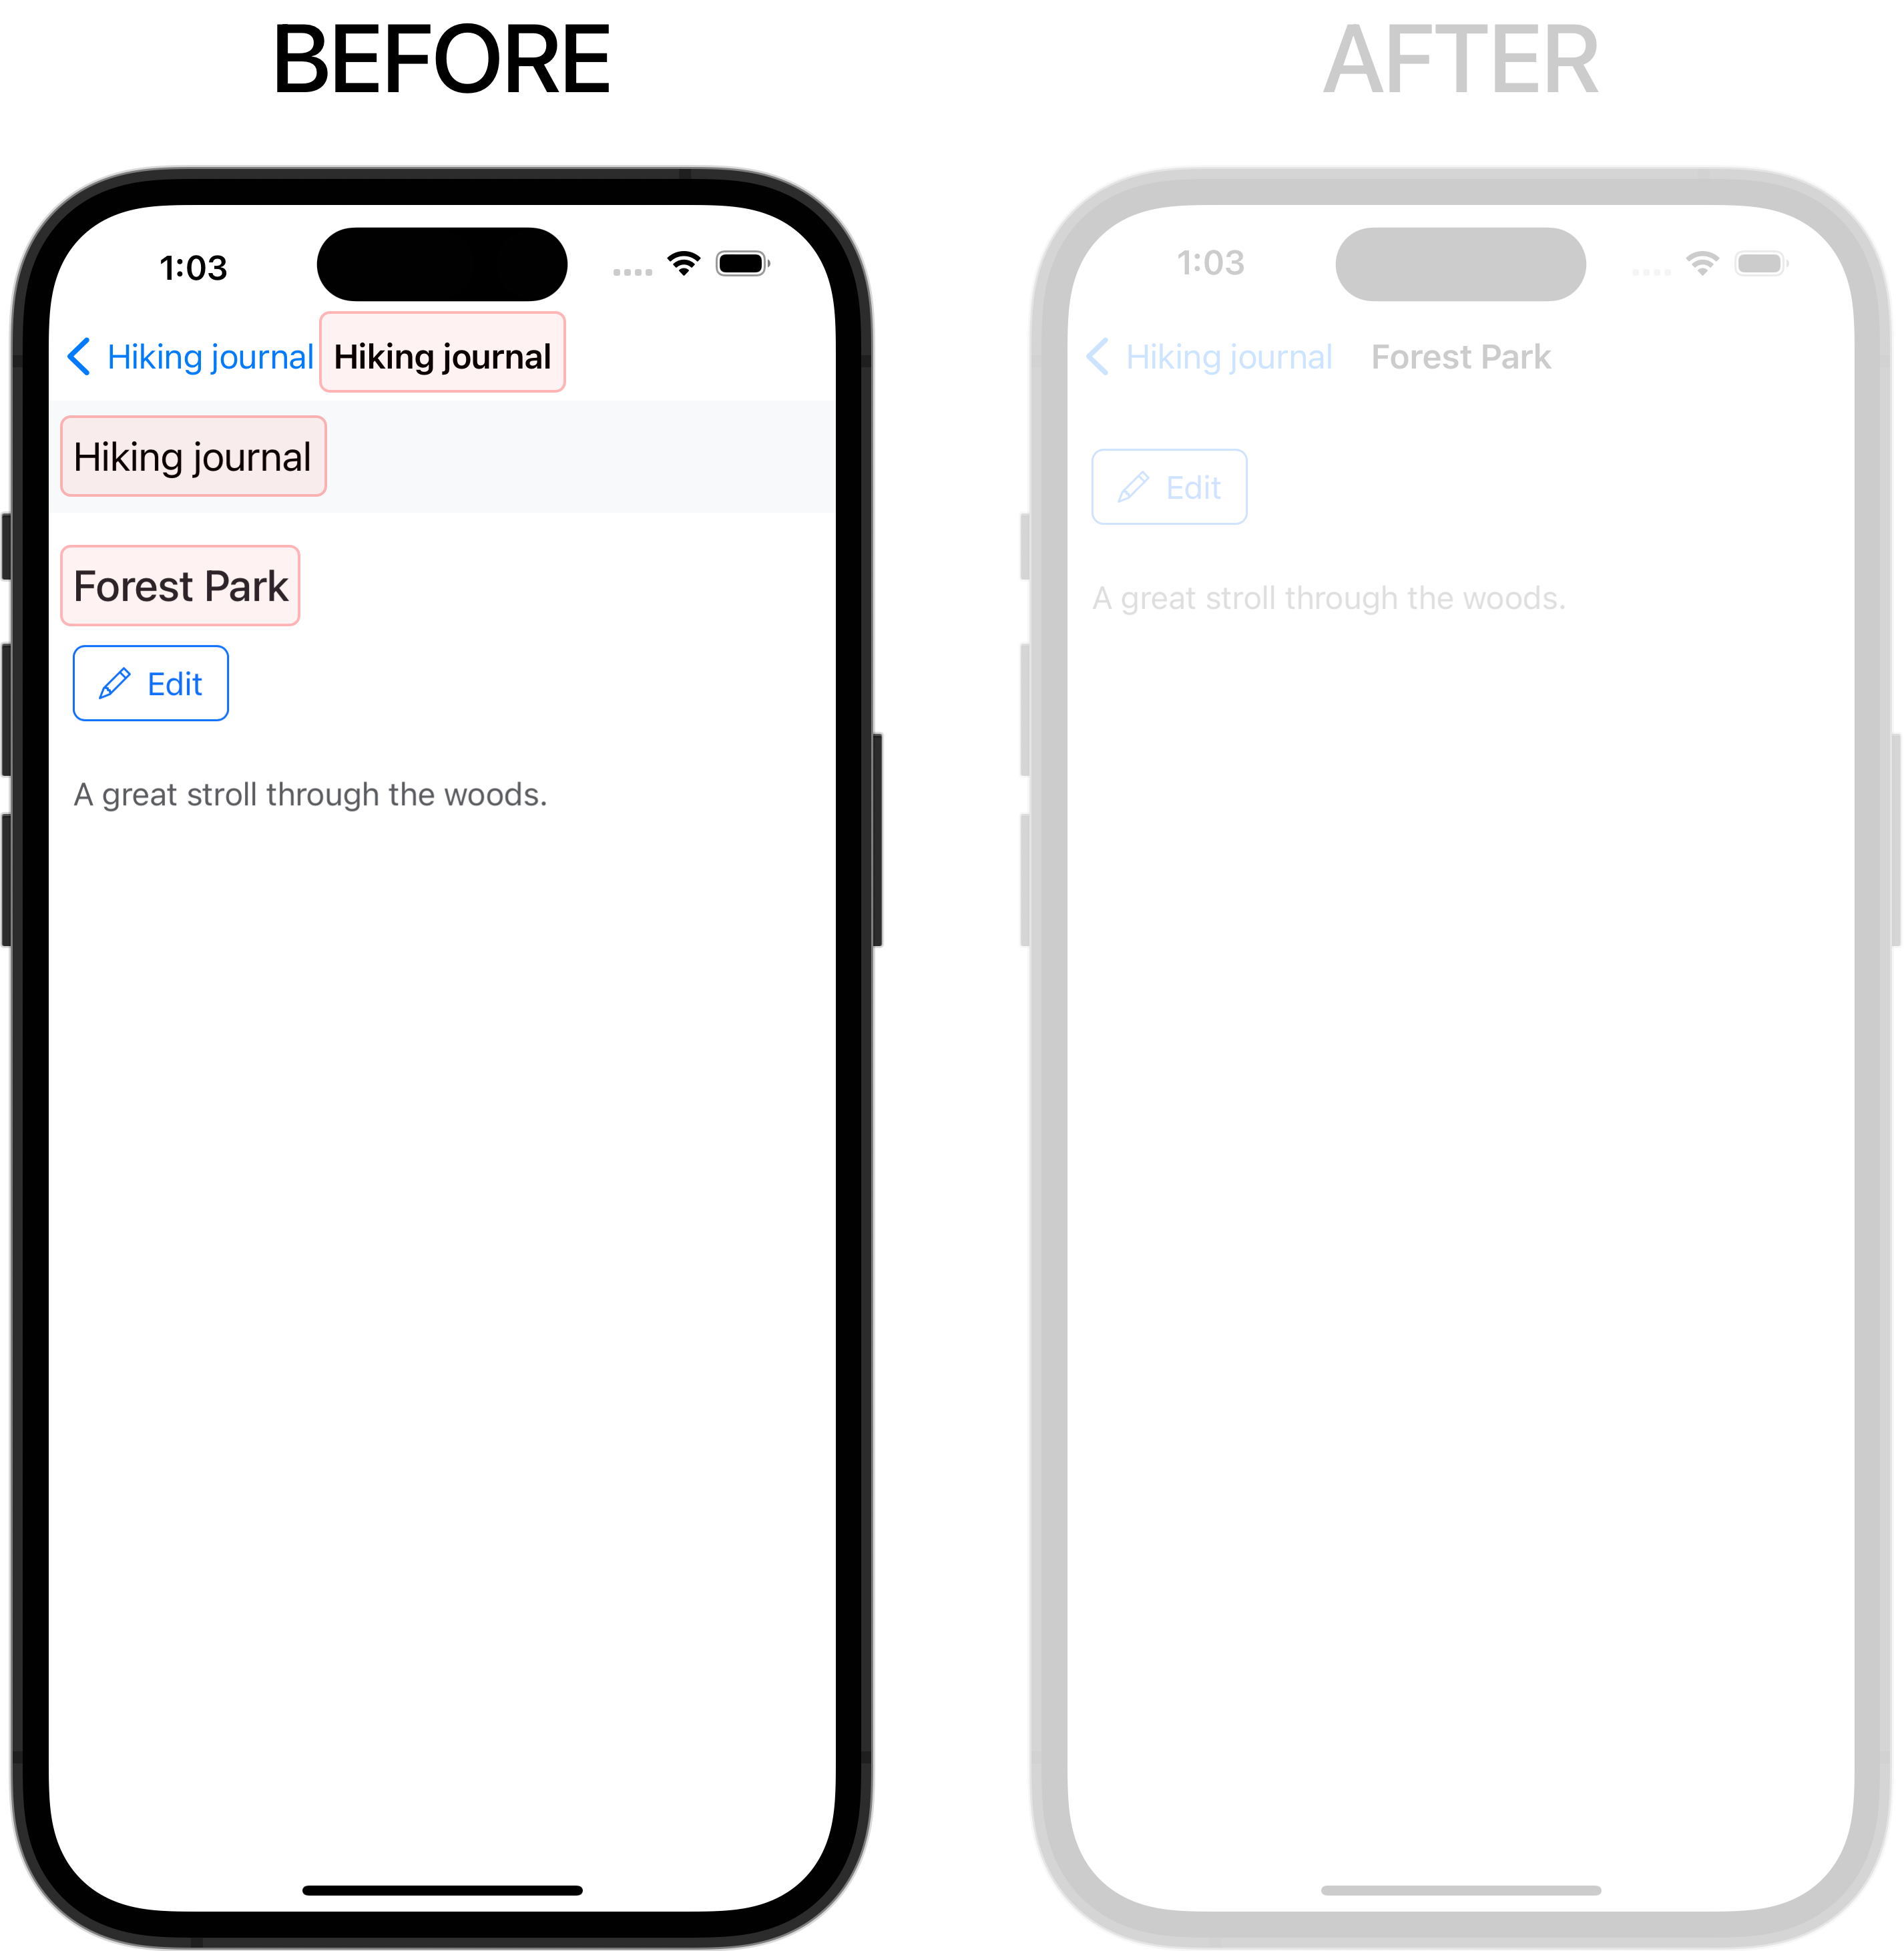 BEFORE
1:03
Hiking journal
Hiking journal
Hiking journal
Forest Park
Edit
A great stroll through the woods.
AFTER
1:03
Hiking journal
Forest Park
Edit
A great stroll through the woods.